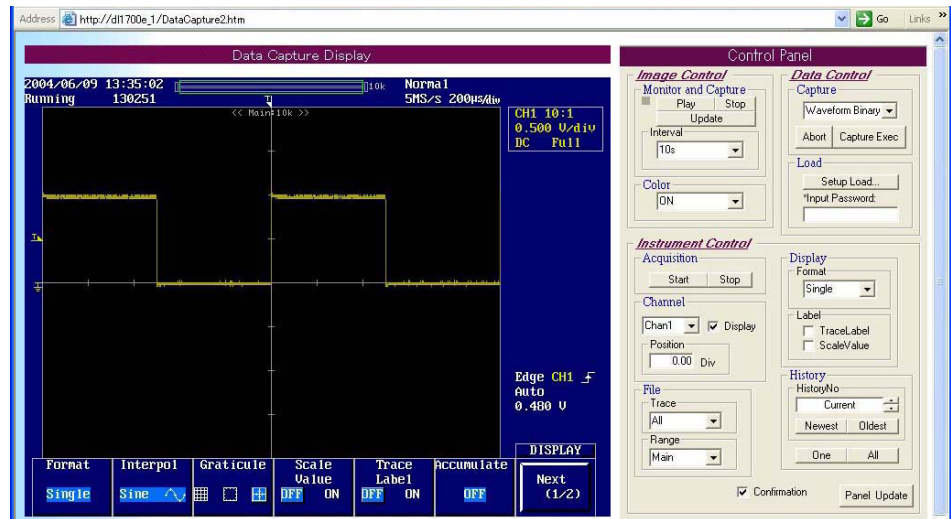 Address http://dl1700e_1/DataCapture2.htm Go Links »
Data Capture Display
2004/06/09 13:35:02 10k Normal
Running 130251 5MS/s 200µs/div
<< Main:10k >>
CH1 10:1
0.500 V/div
DC Full
Edge CH1
Auto
0.480 V
DISPLAY
Format Interpol Graticule Scale Value Trace Label Accumulate Next
Single Sine OFF ON OFF ON OFF (1/2)
Control Panel
Image Control
Monitor and Capture
Play Stop
Update
Interval
10s
Color
ON
Data Control
Capture
Waveform Binary
Abort Capture Exec
Load
Setup Load...
*Input Password:
Instrument Control
Acquisition
Start Stop
Channel
Chan1 Display
Position
0.00 Div
File
Trace
All
Range
Main
Display
Format
Single
Label
TraceLabel
ScaleValue
History
HistoryNo
Current
Newest Oldest
One All
Confirmation Panel Update